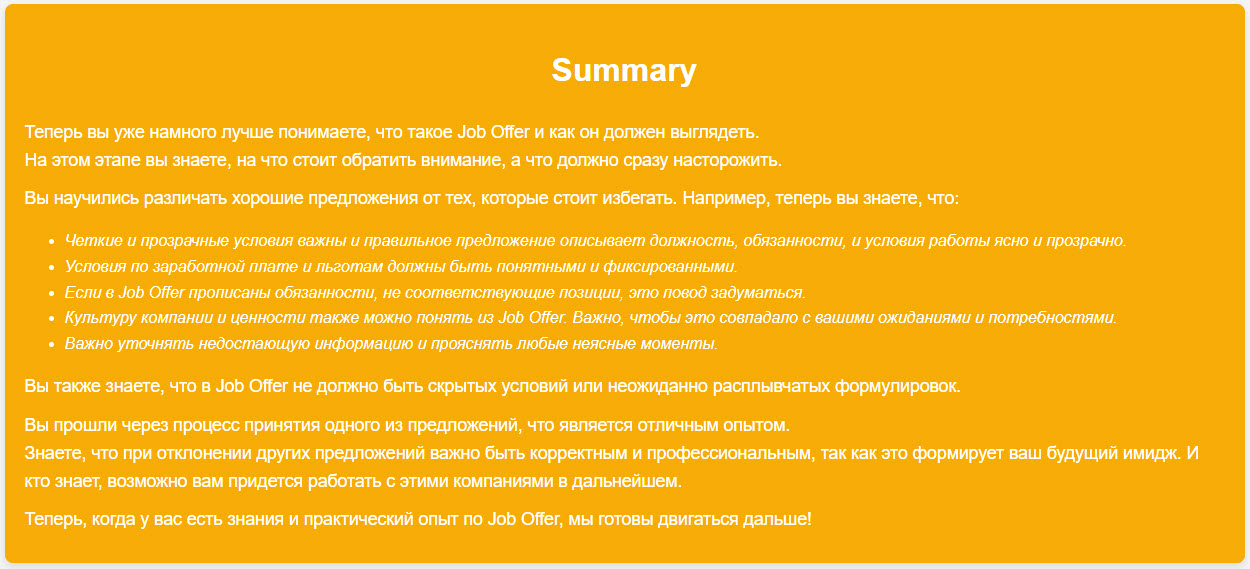 Summary
Теперь вы уже намного лучше понимаете, что такое Job Offer и как он должен выглядеть.
На этом этапе вы знаете, на что стоит обратить внимание, а что должно сразу насторожить.
Вы научились различать хорошие предложения от тех, которые стоит избегать. Например, теперь вы знаете, что:
• Четкие и прозрачные условия важны и правильное предложение описывает должность, обязанности, и условия работы ясно и прозрачно.
• Условия по заработной плате и льготам должны быть понятными и фиксированными.
• Если в Job Offer прописаны обязанности, не соответствующие позиции, это повод задуматься.
• Культуру компании и ценности также можно понять из Job Offer. Важно, чтобы это совпадало с вашими ожиданиями и потребностями.
• Важно уточнять недостающую информацию и прояснять любые неясные моменты.
Вы также знаете, что в Job Offer не должно быть скрытых условий или неожиданно расплывчатых формулировок.
Вы прошли через процесс принятия одного из предложений, что является отличным опытом.
Знаете, что при отклонении других предложений важно быть корректным и профессиональным, так как это формирует ваш будущий имидж. И
кто знает, возможно вам придется работать с этими компаниями в дальнейшем.
Теперь, когда у вас есть знания и практический опыт по Job Offer, мы готовы двигаться дальше!